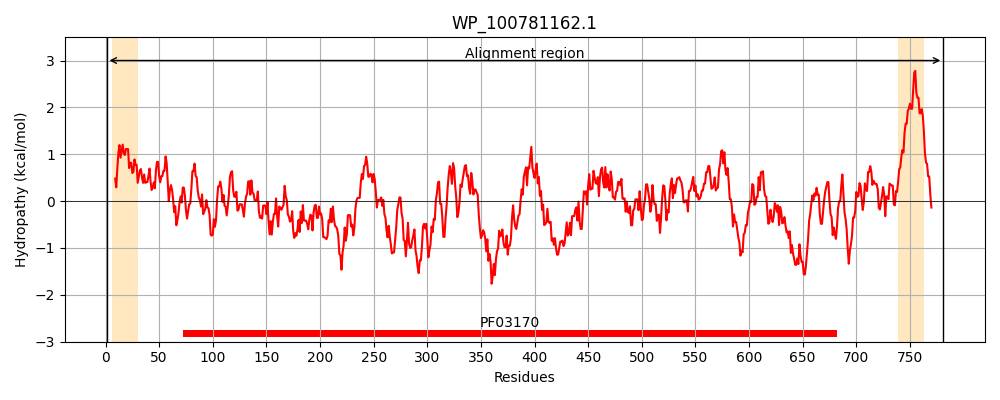 WP_100781162.1
Alignment region
Hydropathy (kcal/mol)
3
2
1
0
−1
−2
−3
PF03170
0 50 100 150 200 250 300 350 400 450 500 550 600 650 700 750
Residues